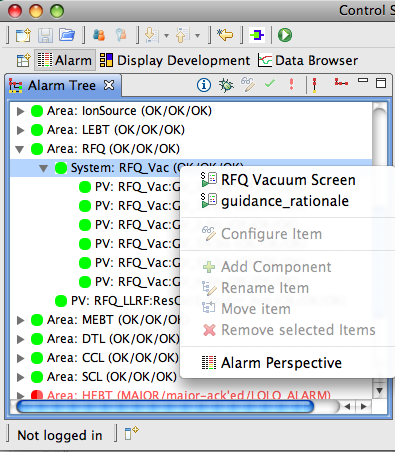 Control S
Alarm Display Development Data Browser
Alarm Tree
Area: IonSource (OK/OK/OK)
Area: LEBT (OK/OK/OK)
Area: RFQ (OK/OK/OK)
System: RFQ_Vac (OK/OK/OK)
PV: RFQ_Vac:G
PV: RFQ_Vac:G
PV: RFQ_Vac:G
PV: RFQ_Vac:G
PV: RFQ_Vac:G
PV: RFQ_Vac:G
PV: RFQ_LLRF:ResC
Area: MEBT (OK/OK/OK)
Area: DTL (OK/OK/OK)
Area: CCL (OK/OK/OK)
Area: SCL (OK/OK/OK)
Area: HEBT (MAJOR/major-ack'ed/LOLO_ALARM)
RFQ Vacuum Screen
guidance_rationale
Configure Item
Add Component
Rename Item
Move item
Remove selected Items
Alarm Perspective
Not logged in